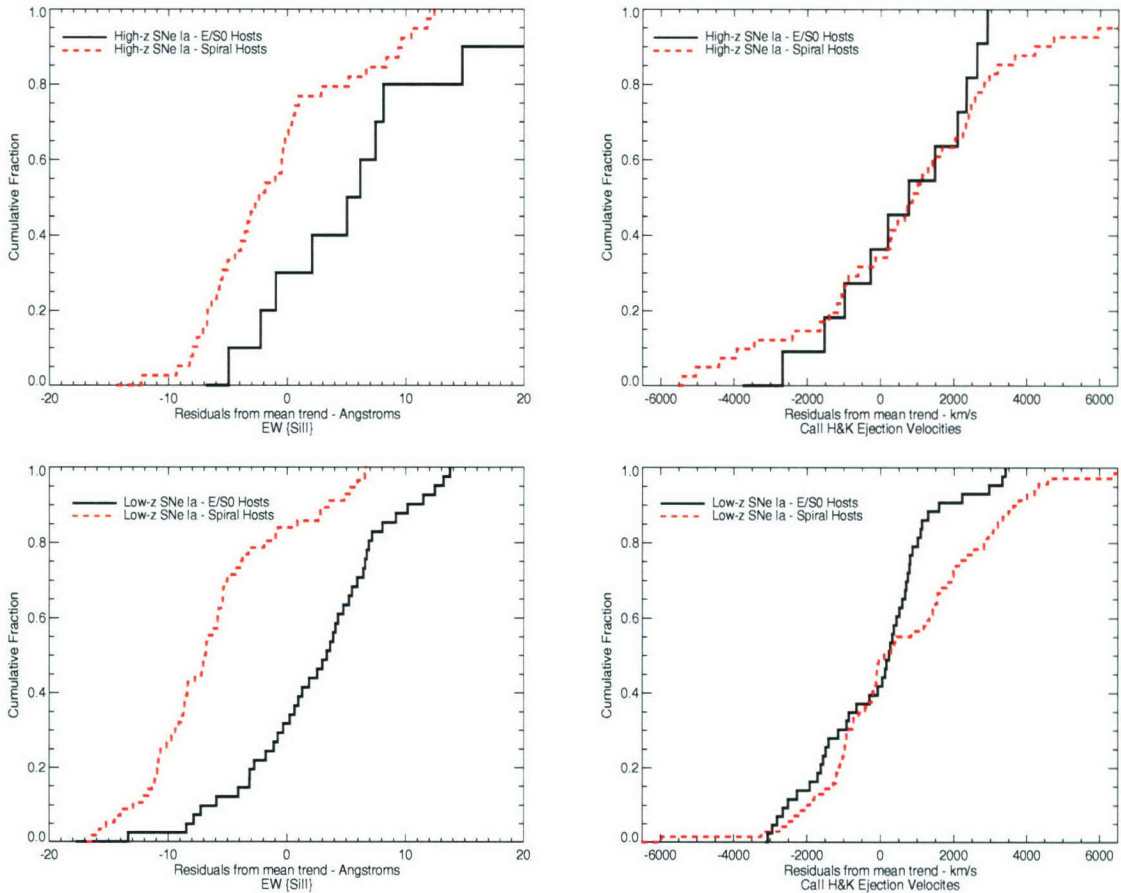 High-z SNe Ia - E/S0 Hosts
High-z SNe Ia - Spiral Hosts
Cumulative Fraction
1.0
0.8
0.6
0.4
0.2
0.0
-20
-10
0
10
20
Residuals from mean trend - Angstroms
EW {SiII}
High-z SNe Ia - E/S0 Hosts
High-z SNe Ia - Spiral Hosts
Cumulative Fraction
1.0
0.8
0.6
0.4
0.2
0.0
-6000
-4000
-2000
0
2000
4000
6000
Residuals from mean trend - km/s
CaII H&K Ejection Velocities
Low-z SNe Ia - E/S0 Hosts
Low-z SNe Ia - Spiral Hosts
Cumulative Fraction
1.0
0.8
0.6
0.4
0.2
0.0
-20
-10
0
10
20
Residuals from mean trend - Angstroms
EW {SiII}
Low-z SNe Ia - E/S0 Hosts
Low-z SNe Ia - Spiral Hosts
Cumulative Fraction
1.0
0.8
0.6
0.4
0.2
0.0
-6000
-4000
-2000
0
2000
4000
6000
Residuals from mean trend - km/s
CaII H&K Ejection Velocites